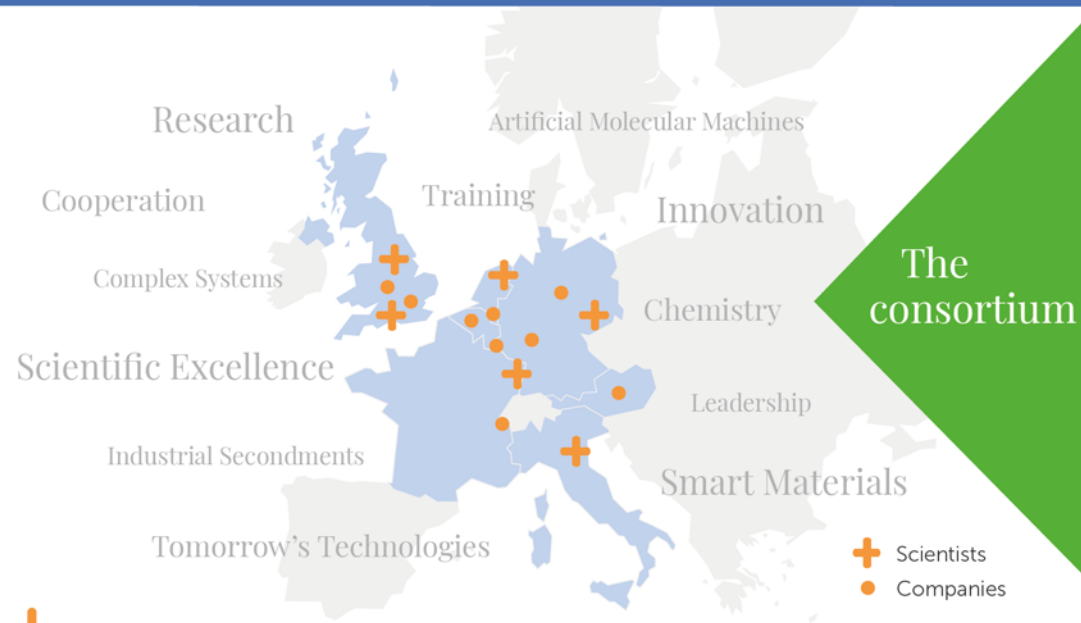 Research
Artificial Molecular Machines
Cooperation
Training
Innovation
Complex Systems
Chemistry
The
consortium
Scientific Excellence
Leadership
Industrial Secondments
Smart Materials
Tomorrow’s Technologies
Scientists
Companies